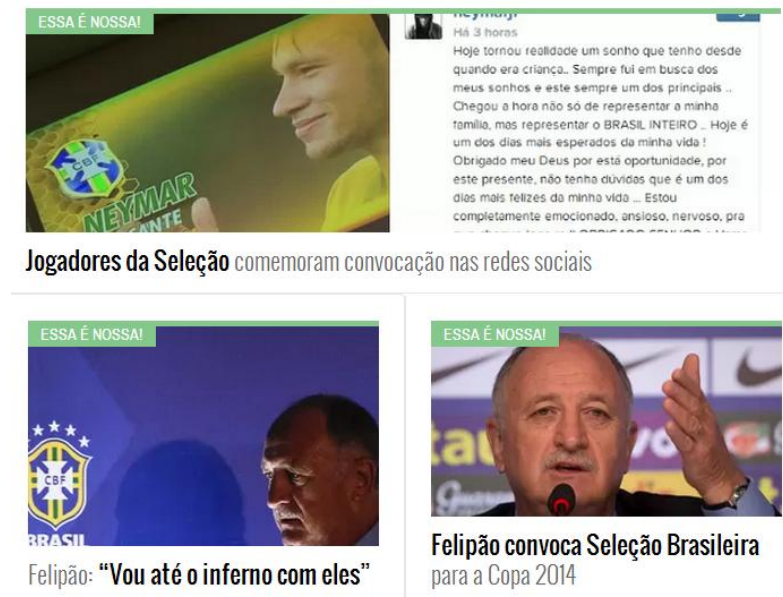 ESSA É NOSSA!
neymarjr
Há 3 horas
Hoje tornou realidade um sonho que tenho desde
quando era criança.. Sempre fui em busca dos
meus sonhos e este sempre um dos principais ..
Chegou a hora não só de representar a minha
família, mas representar o BRASIL INTEIRO .. Hoje é
um dos dias mais esperados da minha vida !
Obrigado meu Deus por está oportunidade, por
este presente, não tenha dúvidas que é um dos
dias mais felizes da minha vida ... Estou
completamente emocionado, ansioso, nervoso, pra
CBF
NEYMAR
Jogadores da Seleção comemoram convocação nas redes sociais
ESSA É NOSSA!
CBF
BRASIL
Felipão: “Vou até o inferno com eles”
ESSA É NOSSA!
Felipão convoca Seleção Brasileira
para a Copa 2014